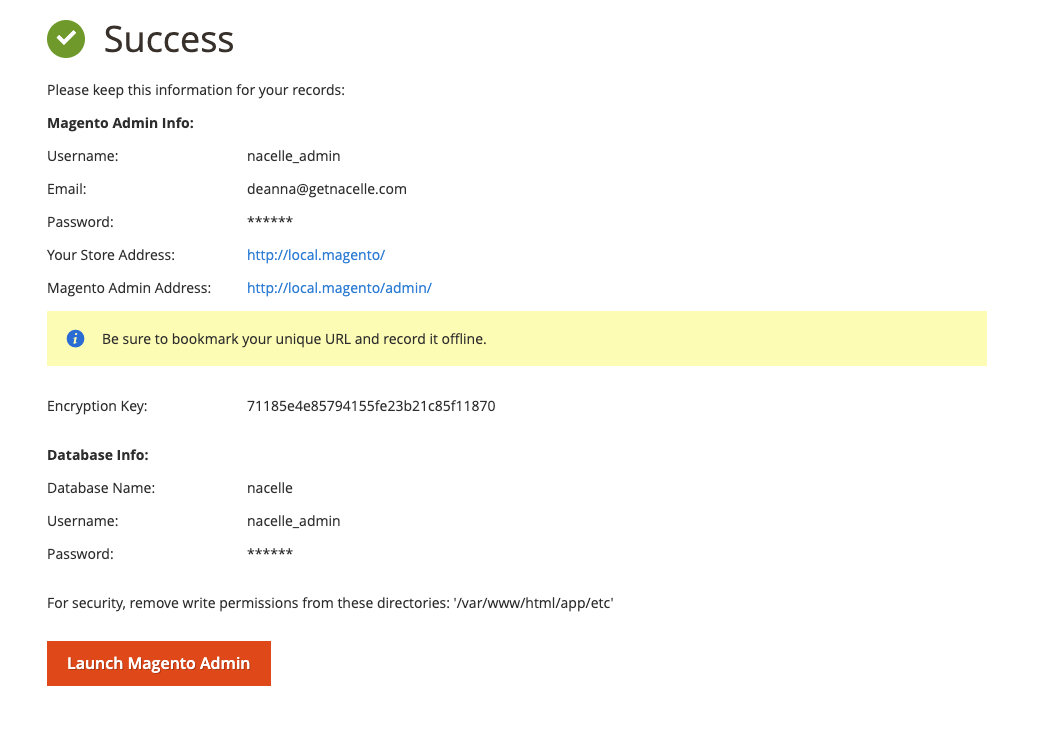 Success
Please keep this information for your records:
Magento Admin Info:
Username: nacelle_admin
Email: deanna@getnacelle.com
Password: ******
Your Store Address: http://local.magento/
Magento Admin Address: http://local.magento/admin/
i Be sure to bookmark your unique URL and record it offline.
Encryption Key: 71185e4e85794155fe23b21c85f11870
Database Info:
Database Name: nacelle
Username: nacelle_admin
Password: ******
For security, remove write permissions from these directories: '/var/www/html/app/etc'
Launch Magento Admin